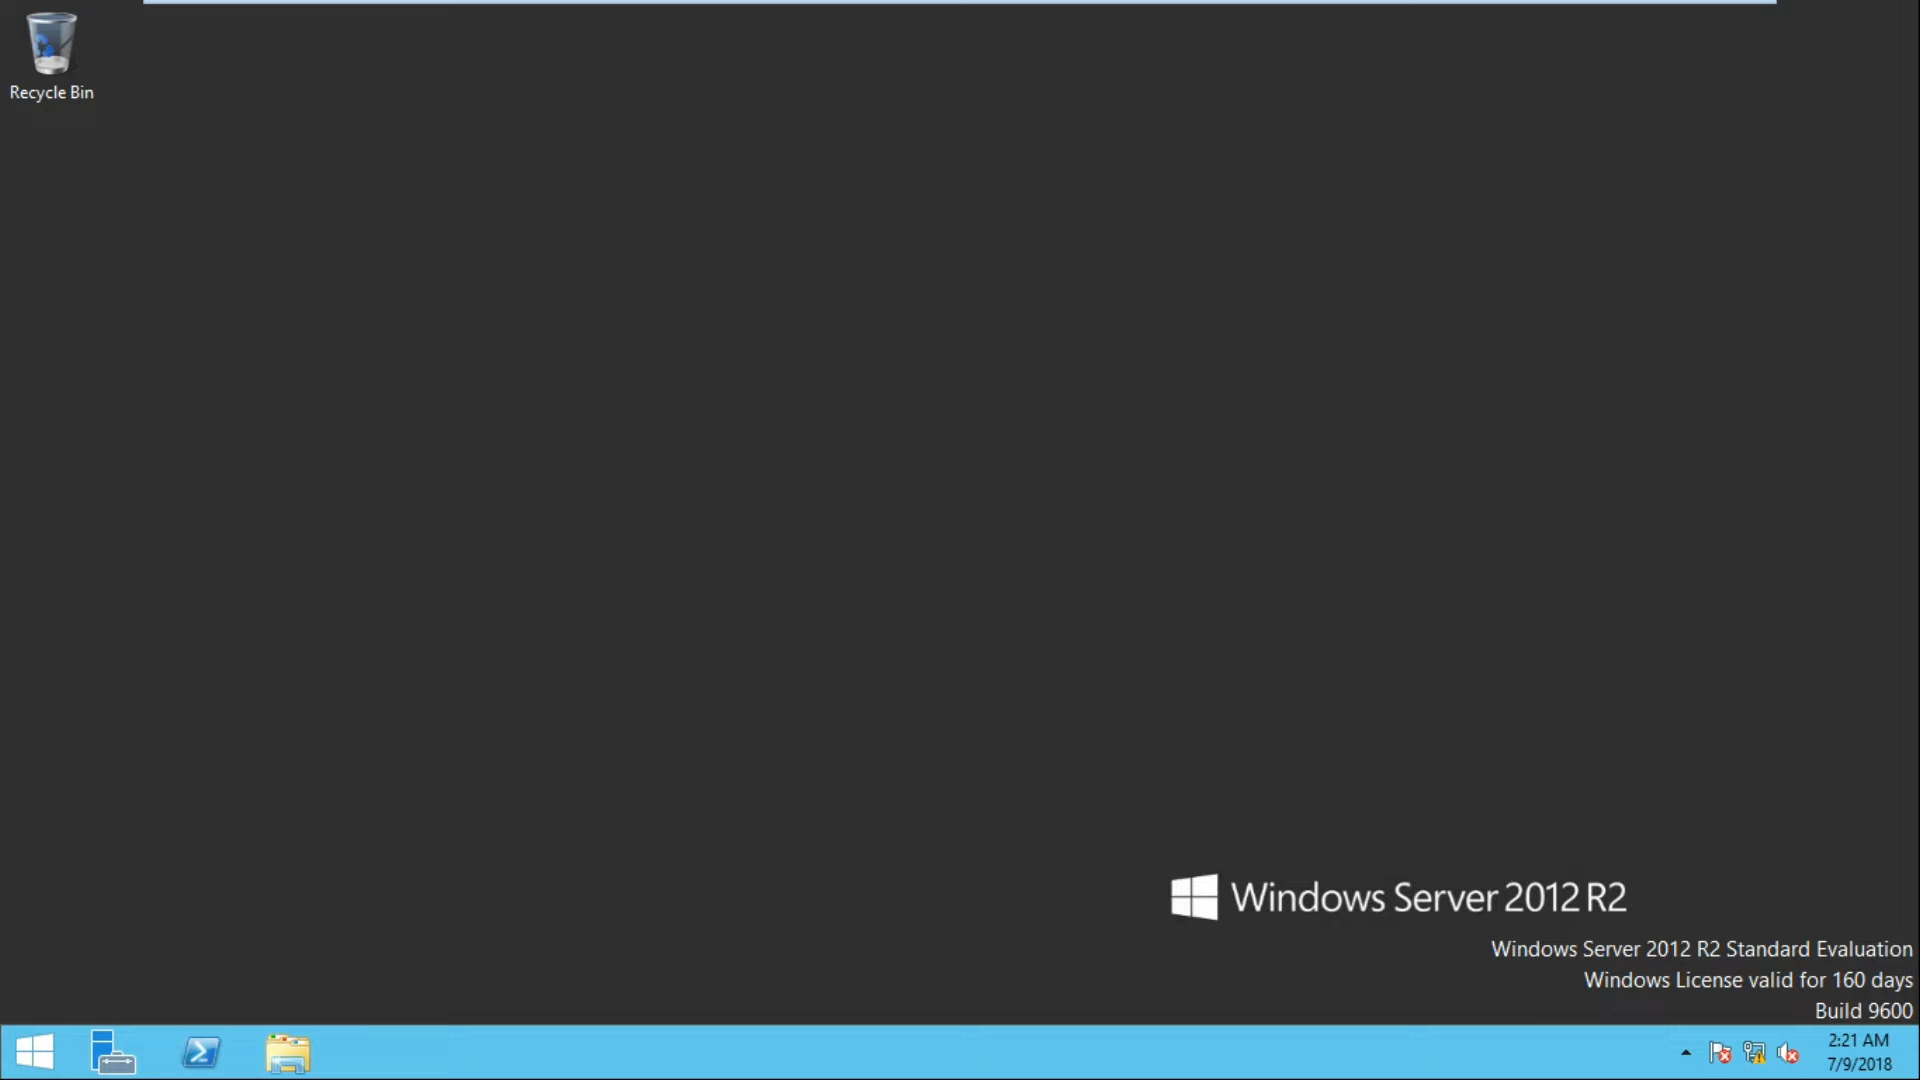 Recycle Bin
Windows Server 2012 R2
Windows Server 2012 R2 Standard Evaluation
Windows License valid for 160 days
Build 9600
2:21 AM
7/9/2018